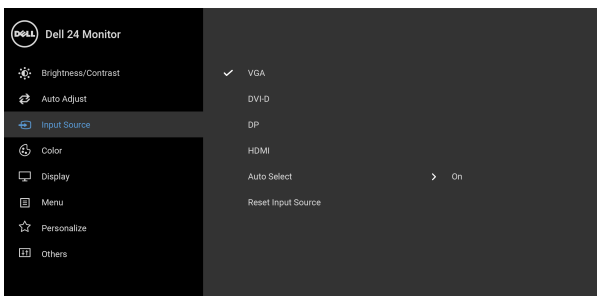 DELL Dell 24 Monitor
Brightness/Contrast
VGA
Auto Adjust
DVI-D
Input Source
DP
Color
HDMI
Display
Auto Select On
Menu
Reset Input Source
Personalize
Others